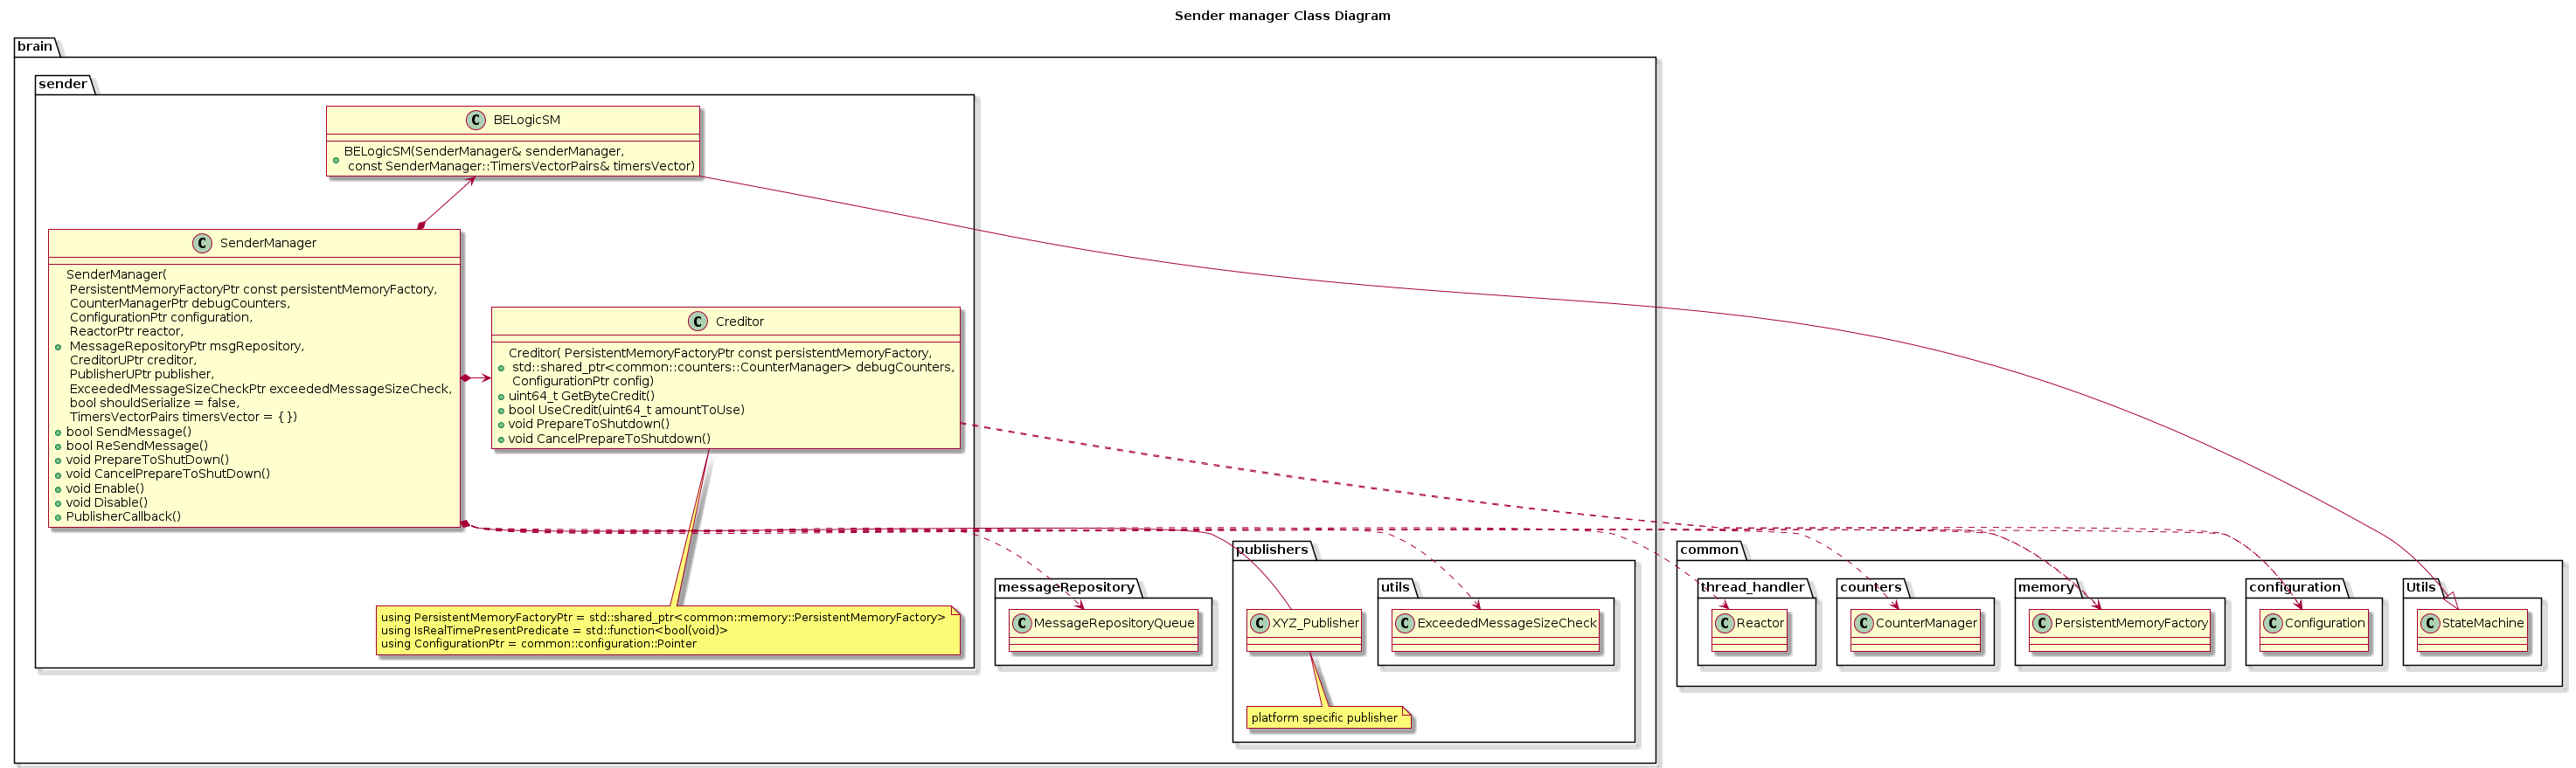 Sender manager Class Diagram
brain
sender
C BELogicSM
BELogicSM(SenderManager& senderManager,
const SenderManager::TimersVectorPairs& timersVector)
C SenderManager
SenderManager(
PersistentMemoryFactoryPtr const persistentMemoryFactory,
CounterManagerPtr debugCounters,
ConfigurationPtr configuration,
ReactorPtr reactor,
MessageRepositoryPtr msgRepository,
CreditorUPtr creditor,
PublisherUPtr publisher,
ExceededMessageSizeCheckPtr exceededMessageSizeCheck,
bool shouldSerialize = false,
TimersVectorPairs timersVector = {})
bool SendMessage()
bool ReSendMessage()
void PrepareToShutDown()
void CancelPrepareToShutDown()
void Enable()
void Disable()
PublisherCallback()
C Creditor
Creditor( PersistentMemoryFactoryPtr const persistentMemoryFactory,
std::shared_ptr<common::counters::CounterManager> debugCounters,
ConfigurationPtr config)
uint64_t GetByteCredit()
bool UseCredit(uint64_t amountToUse)
void PrepareToShutdown()
void CancelPrepareToShutdown()
using PersistentMemoryFactoryPtr = std::shared_ptr<common::memory::PersistentMemoryFactory>
using IsRealTimePresentPredicate = std::function<bool(void)>
using ConfigurationPtr = common::configuration::Pointer
messageRepository
C MessageRepositoryQueue
publishers
C XYZ_Publisher
utils
C ExceededMessageSizeCheck
platform specific publisher
common
thread_handler
C Reactor
counters
C CounterManager
memory
C PersistentMemoryFactory
configuration
C Configuration
Utils
C StateMachine